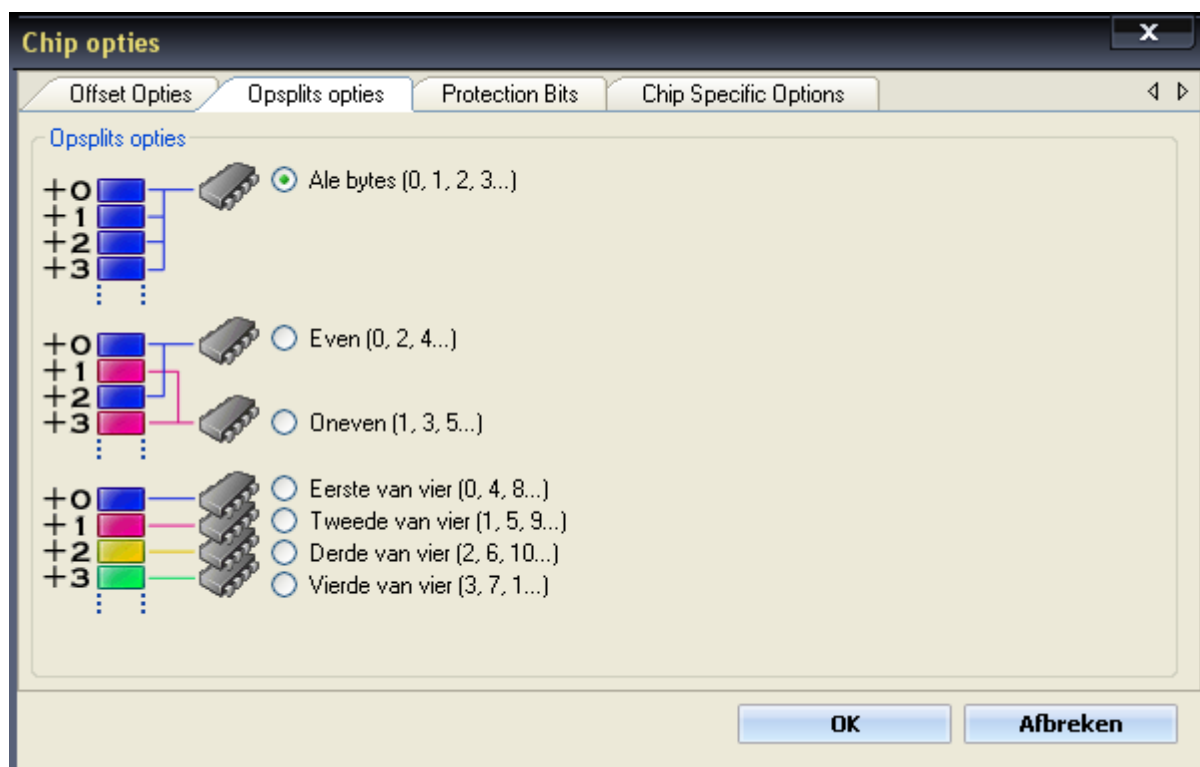 Chip opties
X
Offset Opties Opsplits opties Protection Bits Chip Specific Options
Opsplits opties
+0 Ale bytes (0, 1, 2, 3...)
+1
+2
+3
+0 Even (0, 2, 4...)
+1
+2
+3 Oneven (1, 3, 5...)
+0 Eerste van vier (0, 4, 8...)
+1 Tweede van vier (1, 5, 9...)
+2 Derde van vier (2, 6, 10...)
+3 Vierde van vier (3, 7, 1...)
OK Afbreken